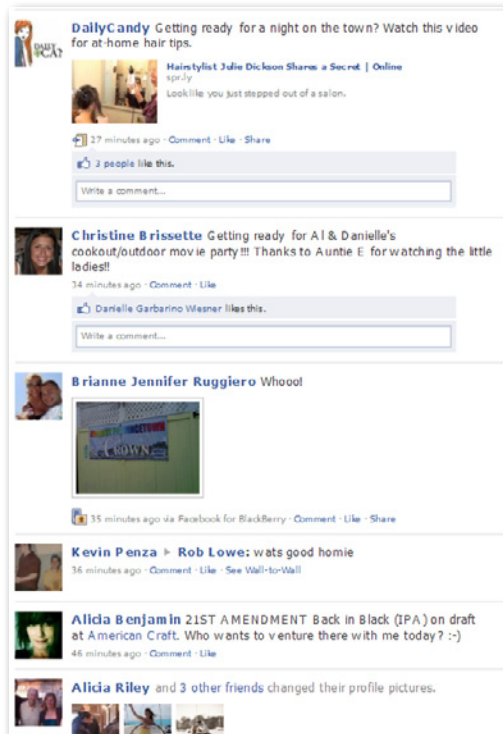 DailyCandy Getting ready for a night on the town? Watch this video
for at-home hair tips.
Hairstylist Julie Dickson Shares a Secret | Online
spr.ly
Look like you just stepped out of a salon.
27 minutes ago · Comment · Like · Share
3 people like this.
Write a comment...
Christine Brissette Getting ready for Al & Danielle's
cookout/outdoor movie party!!! Thanks to Auntie E for watching the little
ladies!!
34 minutes ago · Comment · Like
Danielle Garbarino Wiesner likes this.
Write a comment...
Brianne Jennifer Ruggiero Whooo!
CROWN
35 minutes ago via Facebook for BlackBerry · Comment · Like · Share
Kevin Penza ▸ Rob Lowe: wats good homie
36 minutes ago · Comment · Like · See Wall-to-Wall
Alicia Benjamin 21ST AMENDMENT Back in Black (IPA) on draft
at American Craft. Who wants to venture there with me today? :-)
46 minutes ago · Comment · Like
Alicia Riley and 3 other friends changed their profile pictures.